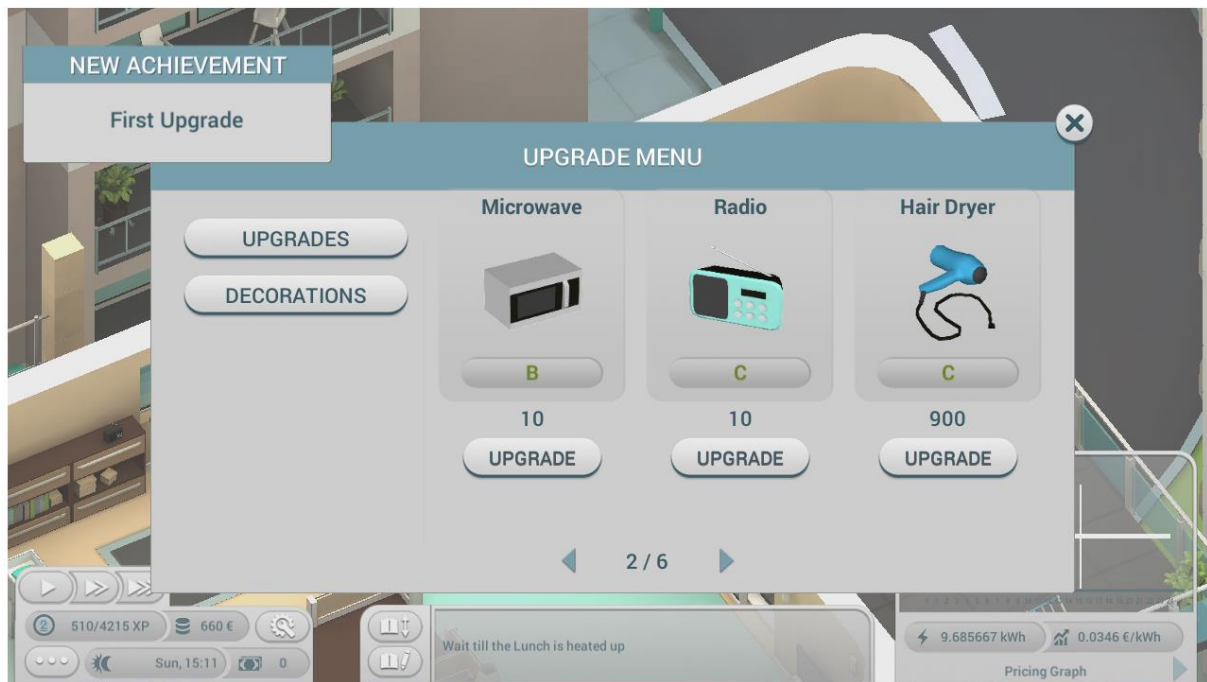 NEW ACHIEVEMENT
First Upgrade
UPGRADE MENU
UPGRADES
DECORATIONS
Microwave
Radio
Hair Dryer
B
C
C
10
10
900
UPGRADE
UPGRADE
UPGRADE
2 / 6
2
510/4215 XP
660 €
Sun, 15:11
0
Wait till the Lunch is heated up
9.685667 kWh
0.0346 €/kWh
Pricing Graph